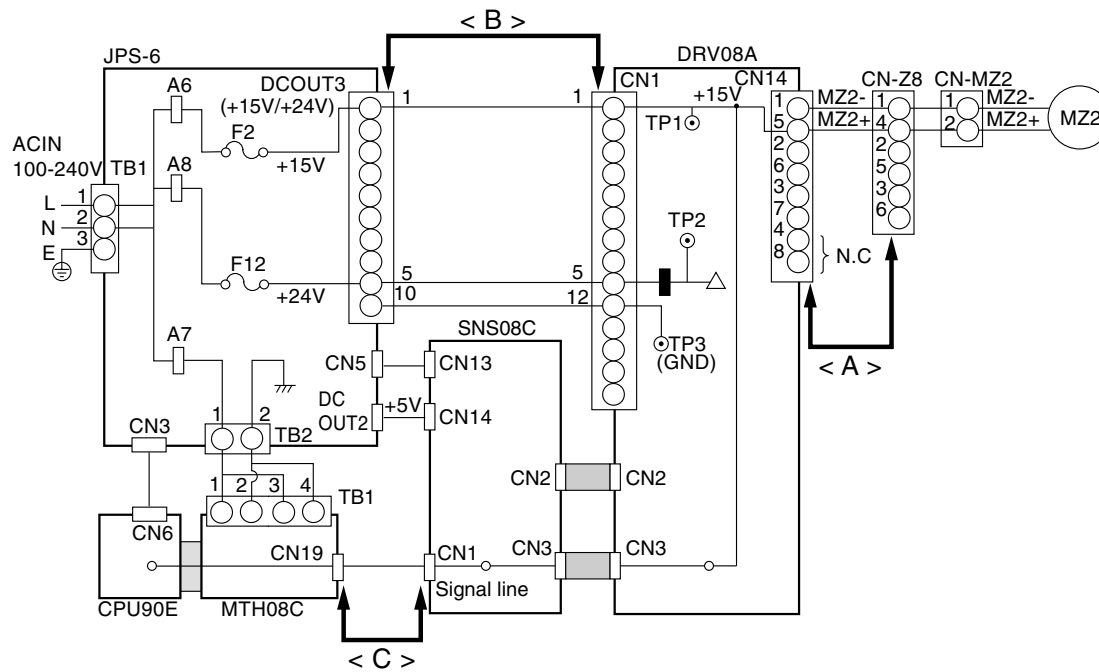 < B >
JPS-6
DRV08A
A6
DCOUT3
(+15V/+24V)
1
1
CN1
+15V
CN14
CN-Z8
CN-MZ2
F2
+15V
TP1
1
MZ2-
1
1
MZ2-
5
MZ2+
4
2
MZ2+
MZ2
2
2
6
5
3
3
7
6
4
8
N.C
ACIN
100-240V
TB1
A8
L
1
N
2
E
3
F12
+24V
5
5
TP2
10
12
TP3
(GND)
< A >
A7
SNS08C
CN5
CN13
DC
OUT2
+5V
CN14
1
2
TB2
CN3
CN2
CN2
1
2
3
4
TB1
CN6
CN19
CN1
CN3
CN3
Signal line
CPU90E
MTH08C
< C >